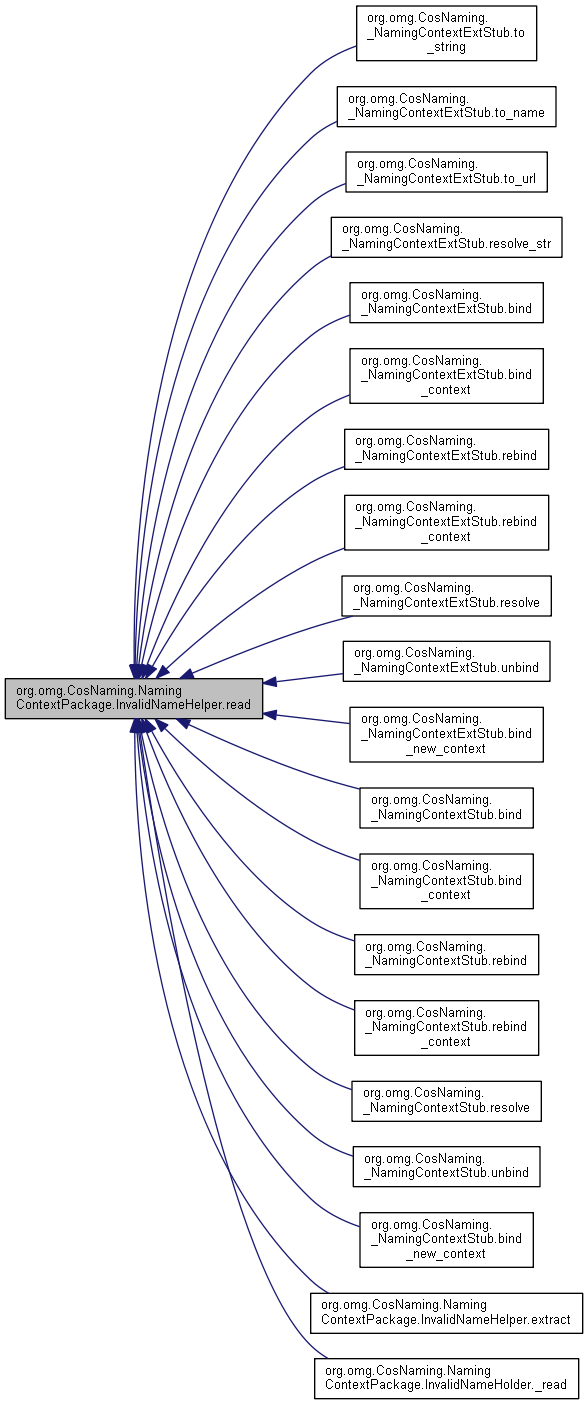 org.omg.CosNaming.
_NamingContextExtStub.to
_string
org.omg.CosNaming.
_NamingContextExtStub.to_name
org.omg.CosNaming.
_NamingContextExtStub.to_url
org.omg.CosNaming.
_NamingContextExtStub.resolve_str
org.omg.CosNaming.
_NamingContextExtStub.bind
org.omg.CosNaming.
_NamingContextExtStub.bind
_context
org.omg.CosNaming.
_NamingContextExtStub.rebind
org.omg.CosNaming.
_NamingContextExtStub.rebind
_context
org.omg.CosNaming.
_NamingContextExtStub.resolve
org.omg.CosNaming.
_NamingContextExtStub.unbind
org.omg.CosNaming.Naming
ContextPackage.InvalidNameHelper.read
org.omg.CosNaming.
_NamingContextExtStub.bind
_new_context
org.omg.CosNaming.
_NamingContextStub.bind
org.omg.CosNaming.
_NamingContextStub.bind
_context
org.omg.CosNaming.
_NamingContextStub.rebind
org.omg.CosNaming.
_NamingContextStub.rebind
_context
org.omg.CosNaming.
_NamingContextStub.resolve
org.omg.CosNaming.
_NamingContextStub.unbind
org.omg.CosNaming.
_NamingContextStub.bind
_new_context
org.omg.CosNaming.Naming
ContextPackage.InvalidNameHelper.extract
org.omg.CosNaming.Naming
ContextPackage.InvalidNameHolder._read